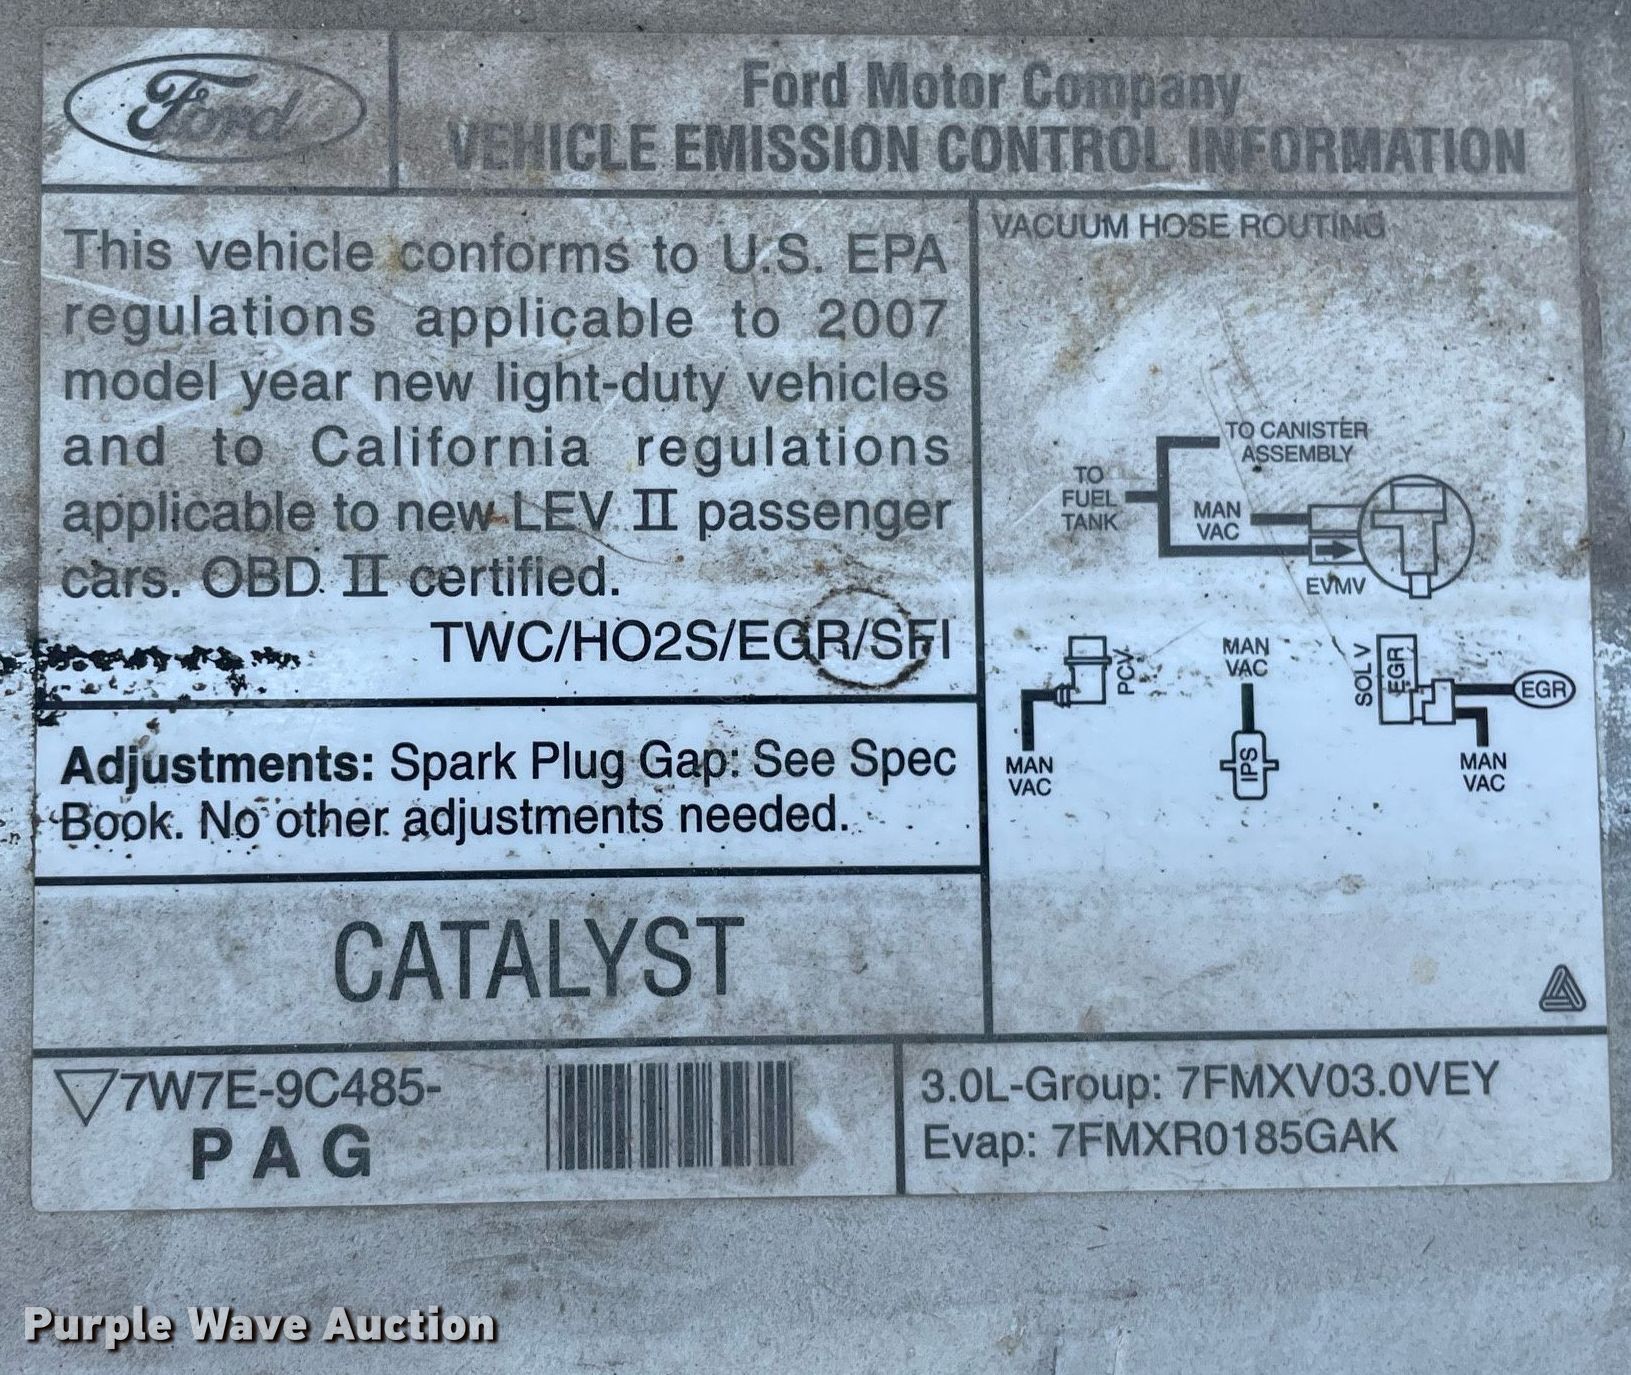 Ford
Ford Motor Company
VEHICLE EMISSION CONTROL INFORMATION
This vehicle conforms to U.S. EPA
regulations applicable to 2007
model year new light-duty vehicles
and to California regulations
applicable to new LEV II passenger
cars. OBD II certified.
TWC/HO2S/EGR/SFI
Adjustments: Spark Plug Gap: See Spec
Book. No other adjustments needed.
CATALYST
VACUUM HOSE ROUTING
TO CANISTER
ASSEMBLY
TO
FUEL
TANK
MAN
VAC
EVMV
PCV
MAN
VAC
MAN
VAC
IPS
SOL V
EGR
EGR
MAN
VAC
7W7E-9C485-
PAG
3.0L-Group: 7FMXV03.0VEY
Evap: 7FMXR0185GAK
Purple Wave Auction